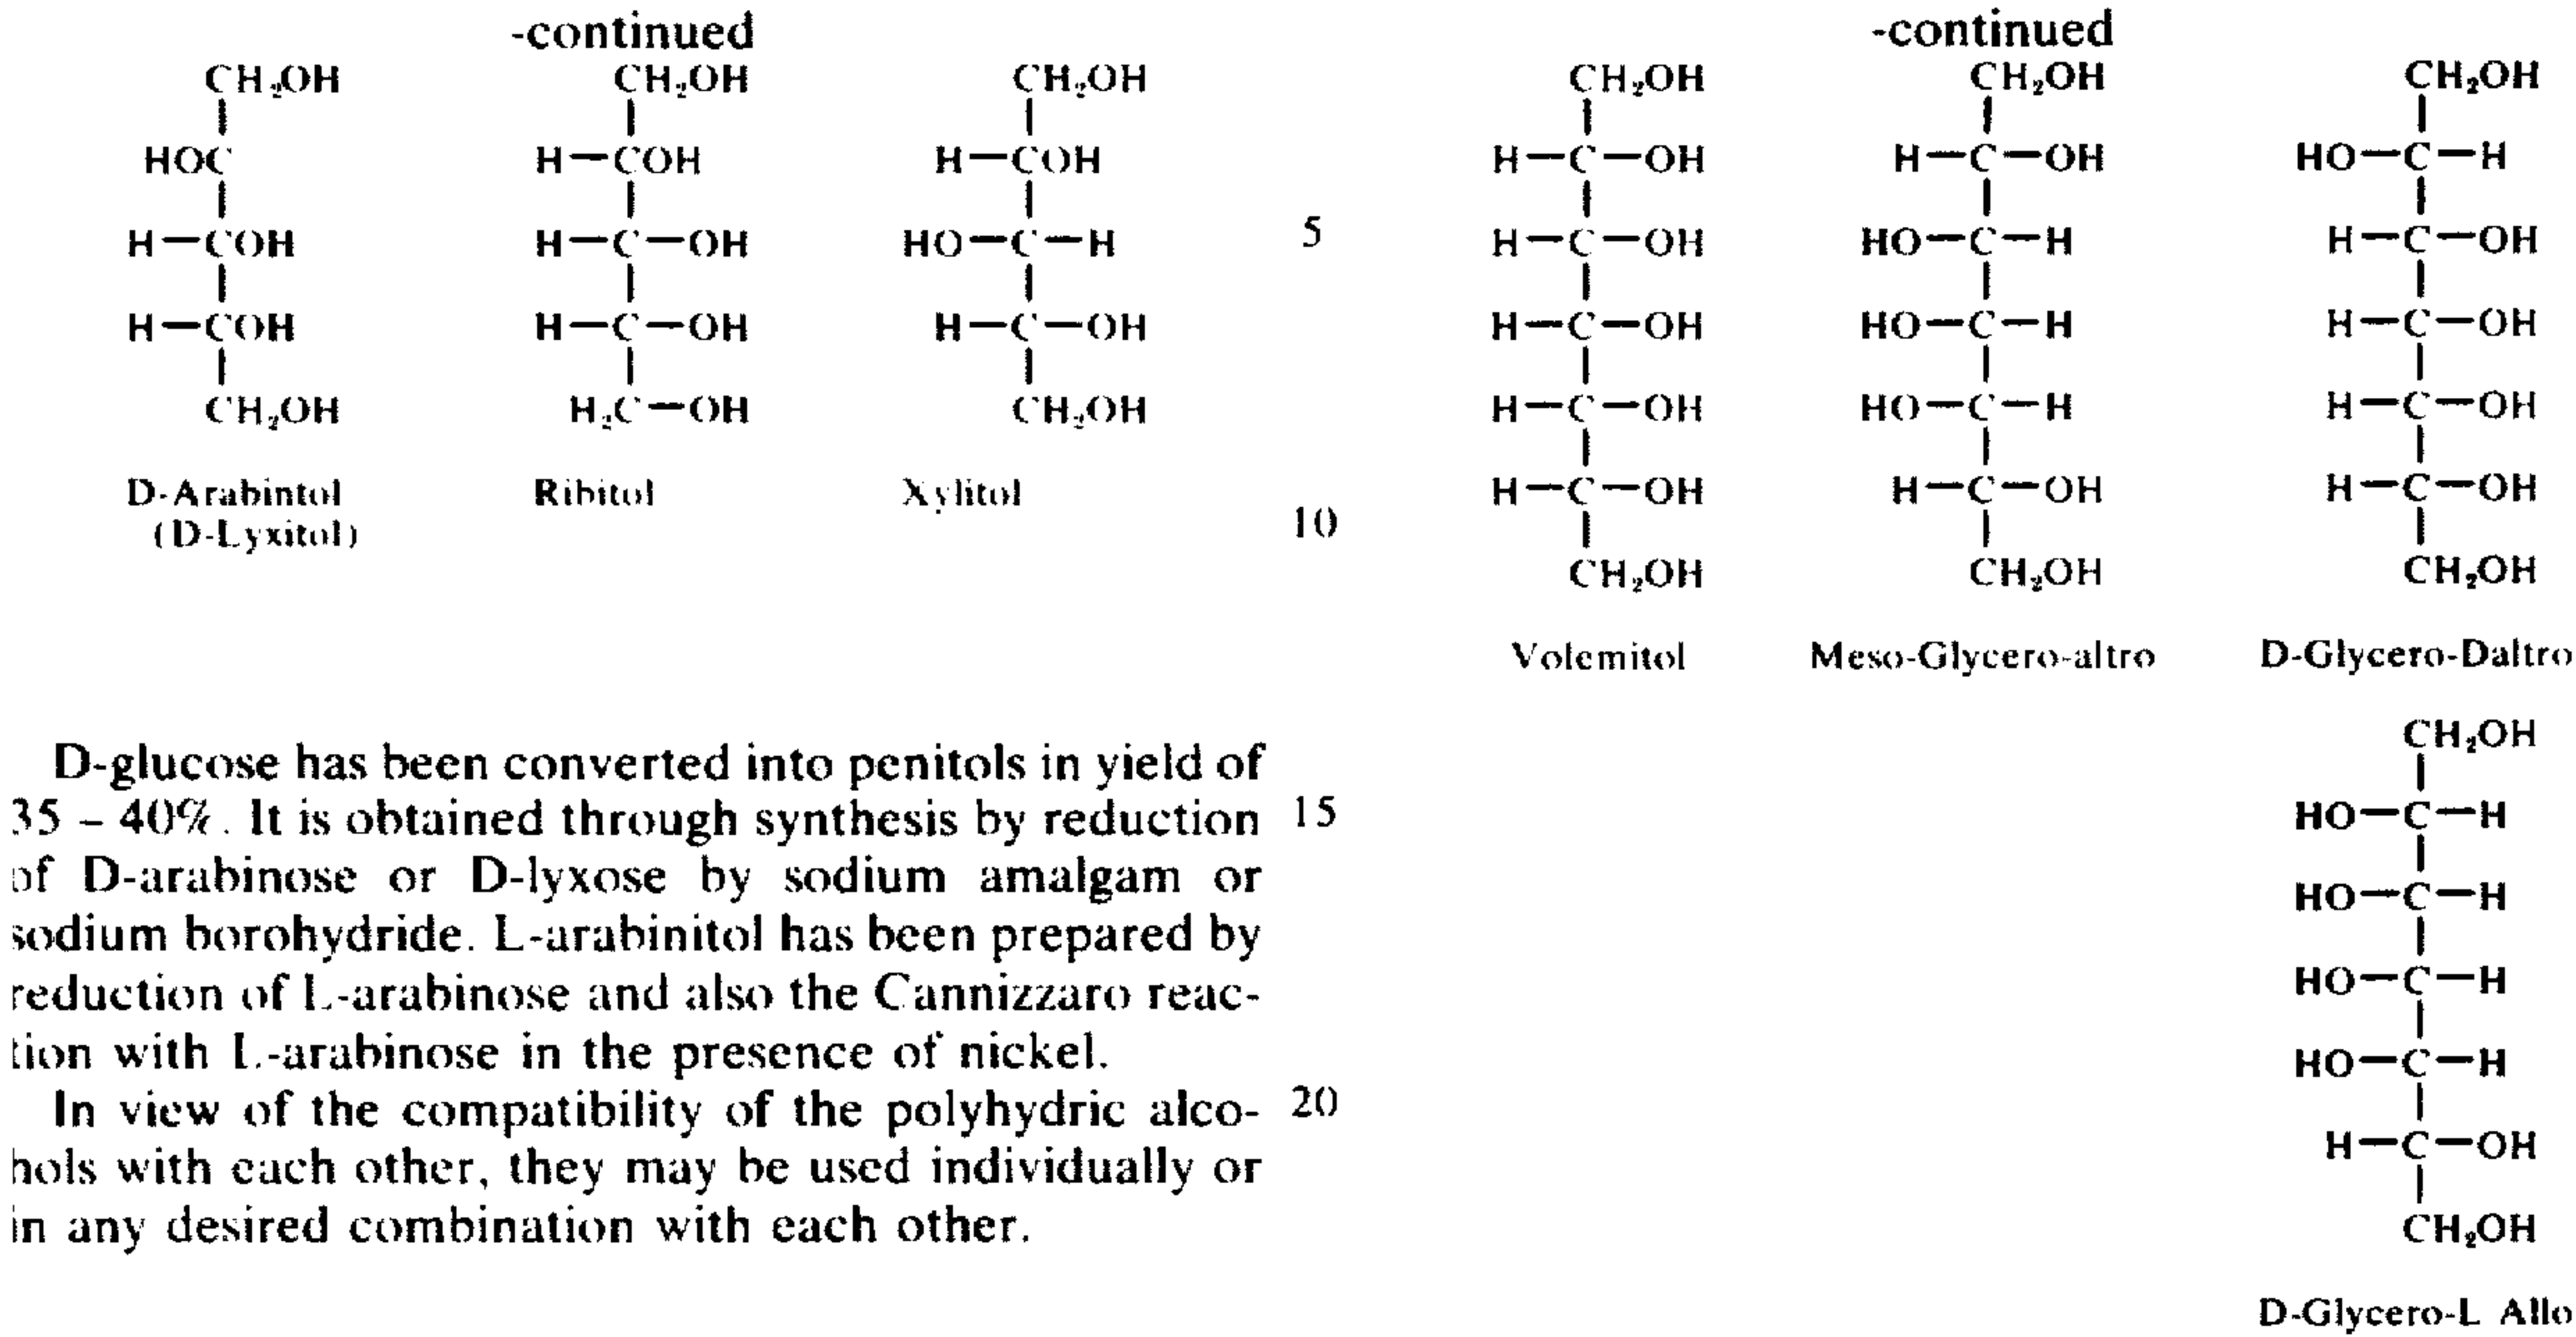 -continued
CH₂OH CH₂OH CH₂OH
HOC H—COH H—COH
H—COH H—C—OH HO—C—H
H—COH H—C—OH H—C—OH
CH₂OH H₂C—OH CH₂OH
D-Arabintol Ribitol Xylitol
(D-Lyxitol)
D-glucose has been converted into penitols in yield of
35 – 40%. It is obtained through synthesis by reduction
of D-arabinose or D-lyxose by sodium amalgam or
sodium borohydride. L-arabinitol has been prepared by
reduction of L-arabinose and also the Cannizzaro reac-
tion with L-arabinose in the presence of nickel.
In view of the compatibility of the polyhydric alco-
hols with each other, they may be used individually or
in any desired combination with each other.
5
10
15
20
-continued
CH₂OH CH₂OH CH₂OH
H—C—OH H—C—OH HO—C—H
H—C—OH HO—C—H H—C—OH
H—C—OH HO—C—H H—C—OH
H—C—OH HO—C—H H—C—OH
H—C—OH H—C—OH H—C—OH
CH₂OH CH₂OH CH₂OH
Volemitol Meso-Glycero-altro D-Glycero-Daltro
CH₂OH
HO—C—H
HO—C—H
HO—C—H
HO—C—H
H—C—OH
CH₂OH
D-Glycero-L Allo